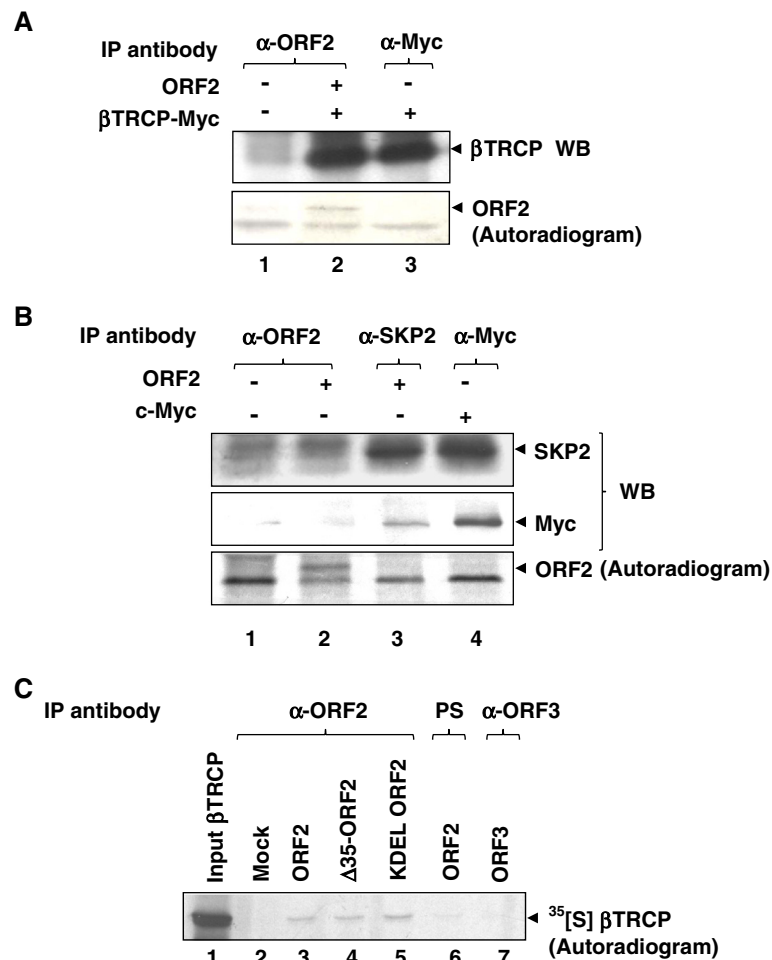 A
IP antibody α-ORF2 α-Myc
ORF2 - + -
βTRCP-Myc - + +
βTRCP WB
ORF2
(Autoradiogram)
1 2 3
B
IP antibody α-ORF2 α-SKP2 α-Myc
ORF2 - + + -
c-Myc - - - +
SKP2
WB
Myc
ORF2 (Autoradiogram)
1 2 3 4
C
IP antibody α-ORF2 PS α-ORF3
Input βTRCP
Mock
ORF2
Δ35-ORF2
KDEL ORF2
ORF2
ORF3
35[S] βTRCP
(Autoradiogram)
1 2 3 4 5 6 7